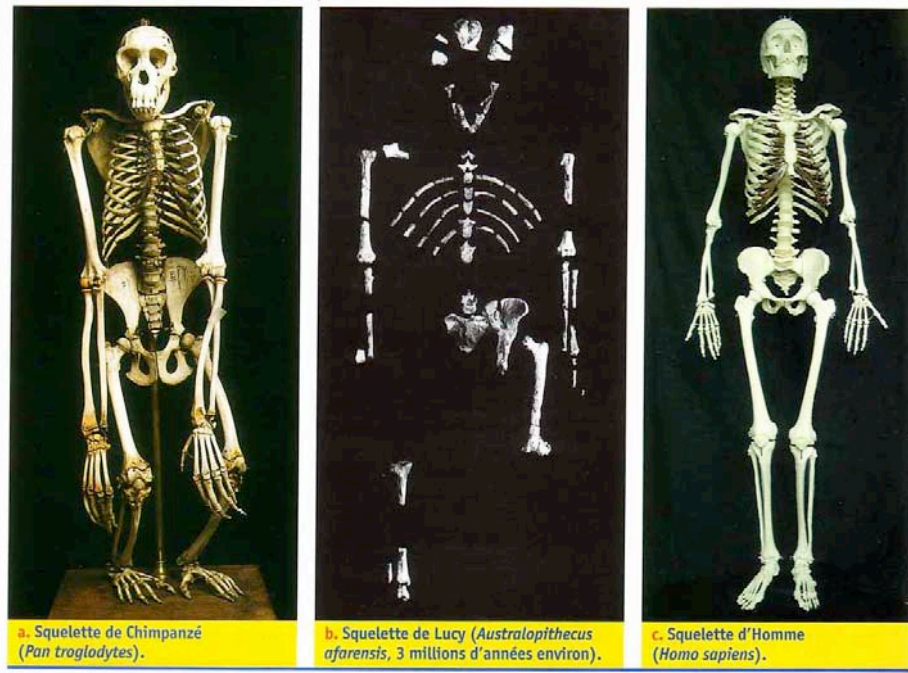 a. Squelette de Chimpanzé
(Pan troglodytes).
b. Squelette de Lucy (Australopithecus
afarensis, 3 millions d'années environ).
c. Squelette d'Homme
(Homo sapiens).